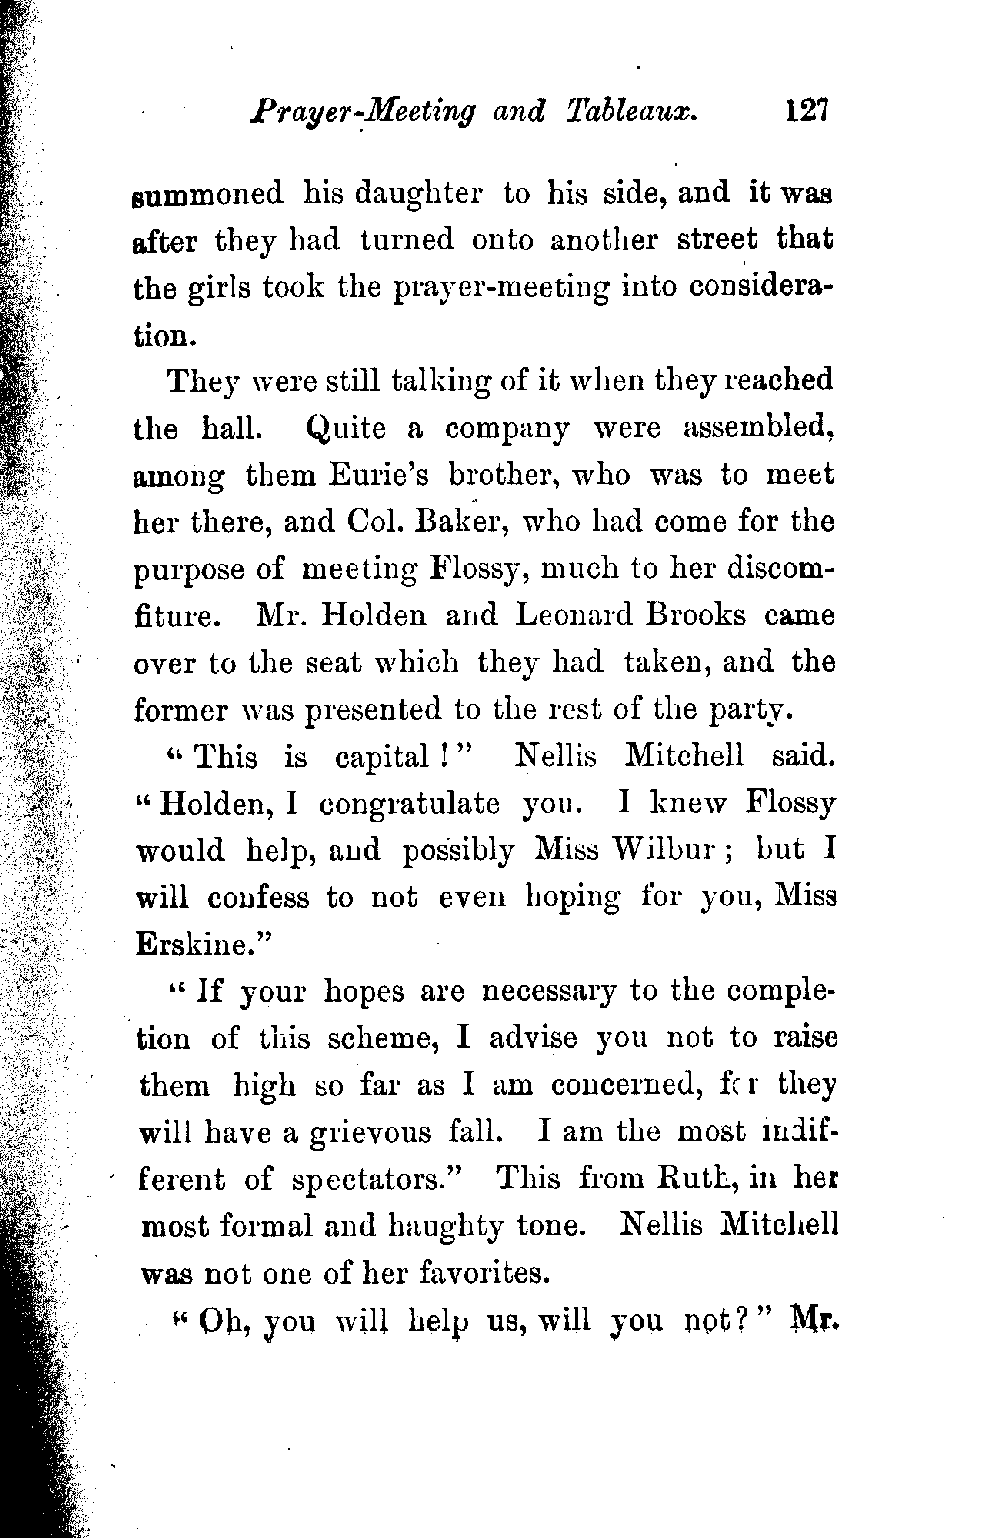 Prayer-Meeting and Tableaux. 127
summoned his daughter to his side, and it was
after they had turned onto another street that
the girls took the prayer-meeting into considera-
tion.
They were still talking of it when they reached
the hall. Quite a company were assembled,
among them Eurie's brother, who was to meet
her there, and Col. Baker, who had come for the
purpose of meeting Flossy, much to her discom-
fiture. Mr. Holden and Leonard Brooks came
over to the seat which they had taken, and the
former was presented to the rest of the party.
“ This is capital ! ” Nellis Mitchell said.
“ Holden, I congratulate you. I knew Flossy
would help, and possibly Miss Wilbur ; but I
will confess to not even hoping for you, Miss
Erskine.”
“ If your hopes are necessary to the comple-
tion of this scheme, I advise you not to raise
them high so far as I am concerned, for they
will have a grievous fall. I am the most indif-
ferent of spectators.” This from Ruth, in her
most formal and haughty tone. Nellis Mitchell
was not one of her favorites.
“ Oh, you will help us, will you not? ” Mr.